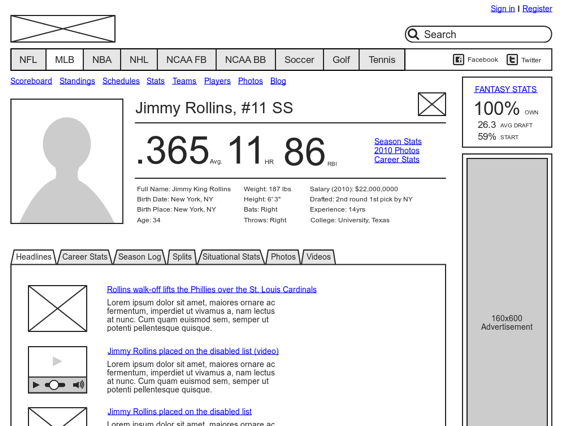 Sign in | Register
Search
NFL MLB NBA NHL NCAA FB NCAA BB Soccer Golf Tennis Facebook Twitter
Scoreboard Standings Schedules Stats Teams Players Photos Blog
FANTASY STATS
100% OWN
26.3 AVG DRAFT
59% START
Jimmy Rollins, #11 SS
.365 Avg. 11 HR 86 RBI
Season Stats
2010 Photos
Career Stats
Full Name: Jimmy King Rollins Weight: 187 lbs Salary (2010): $22,000,0000
Birth Date: New York, NY Height: 6' 3" Drafted: 2nd round 1st pick by NY
Birth Place: New York, NY Bats: Right Experience: 14yrs
Age: 34 Throws: Right College: University, Texas
Headlines Career Stats Season Log Splits Situational Stats Photos Videos
Rollins walk-off lifts the Phillies over the St. Louis Cardinals
Lorem ipsum dolor sit amet, maiores ornare ac
fermentum, imperdiet ut vivamus a, nam lectus
at nunc. Cum quam euismod sem, semper ut
potenti pellentesque quisque.
Jimmy Rollins placed on the disabled list (video)
Lorem ipsum dolor sit amet, maiores ornare ac
fermentum, imperdiet ut vivamus a, nam lectus
at nunc. Cum quam euismod sem, semper ut
potenti pellentesque quisque.
Jimmy Rollins placed on the disabled list
Lorem ipsum dolor sit amet, maiores ornare ac
160x600
Advertisement